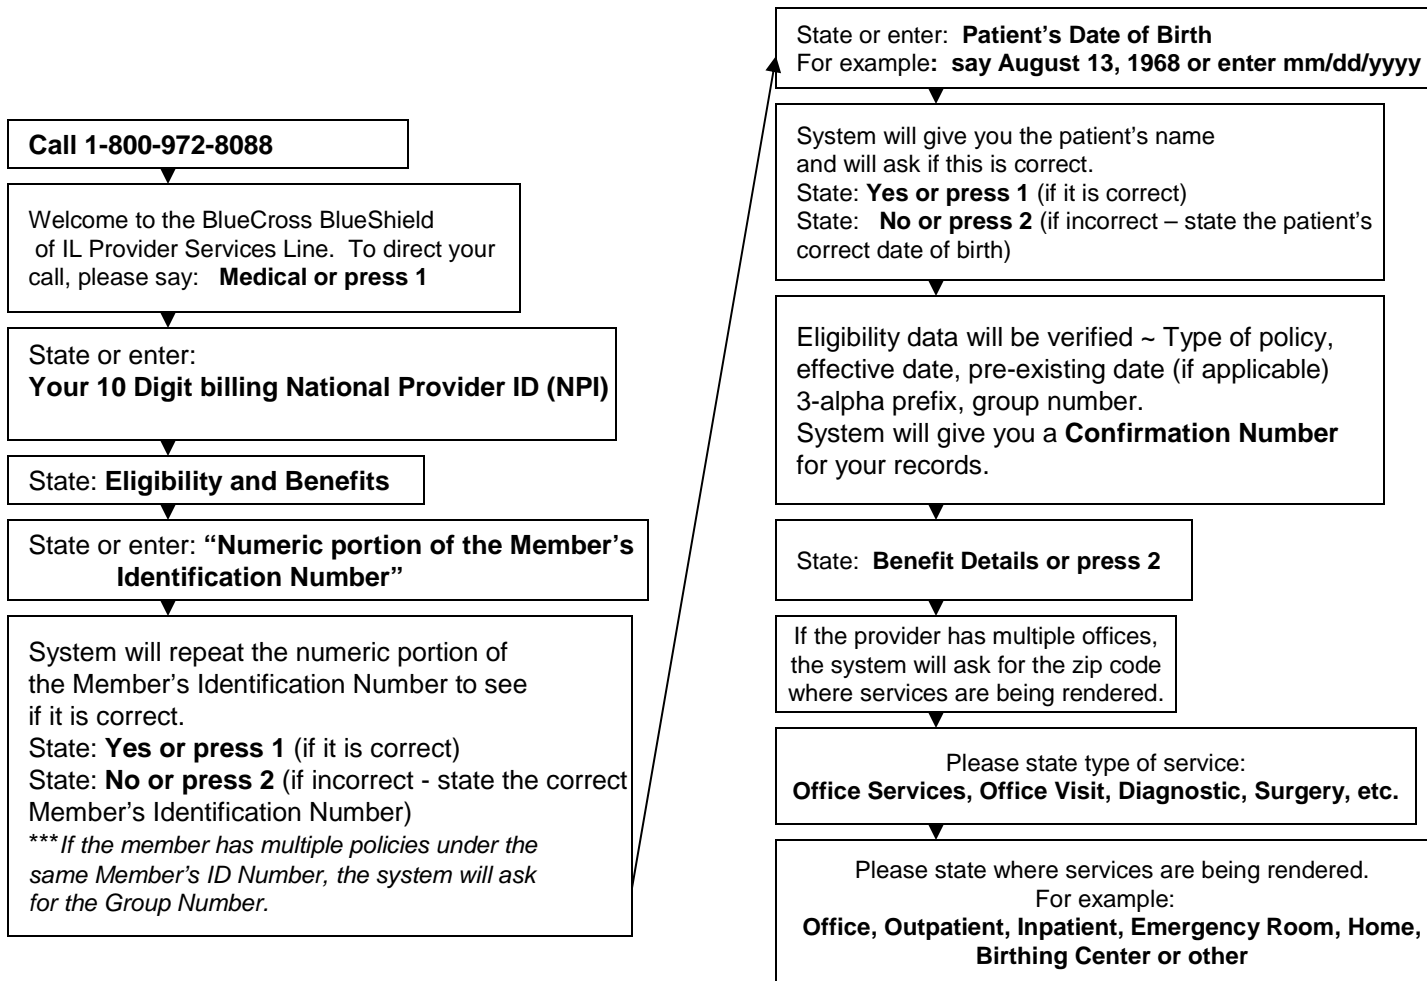 Call 1-800-972-8088
Welcome to the BlueCross BlueShield
of IL Provider Services Line. To direct your
call, please say: Medical or press 1
State or enter:
Your 10 Digit billing National Provider ID (NPI)
State: Eligibility and Benefits
State or enter: “Numeric portion of the Member’s
Identification Number”
System will repeat the numeric portion of
the Member’s Identification Number to see
if it is correct.
State: Yes or press 1 (if it is correct)
State: No or press 2 (if incorrect - state the correct
Member’s Identification Number)
***If the member has multiple policies under the
same Member’s ID Number, the system will ask
for the Group Number.
State or enter: Patient’s Date of Birth
For example: say August 13, 1968 or enter mm/dd/yyyy
System will give you the patient’s name
and will ask if this is correct.
State: Yes or press 1 (if it is correct)
State: No or press 2 (if incorrect – state the patient’s
correct date of birth)
Eligibility data will be verified ~ Type of policy,
effective date, pre-existing date (if applicable)
3-alpha prefix, group number.
System will give you a Confirmation Number
for your records.
State: Benefit Details or press 2
If the provider has multiple offices,
the system will ask for the zip code
where services are being rendered.
Please state type of service:
Office Services, Office Visit, Diagnostic, Surgery, etc.
Please state where services are being rendered.
For example:
Office, Outpatient, Inpatient, Emergency Room, Home,
Birthing Center or other